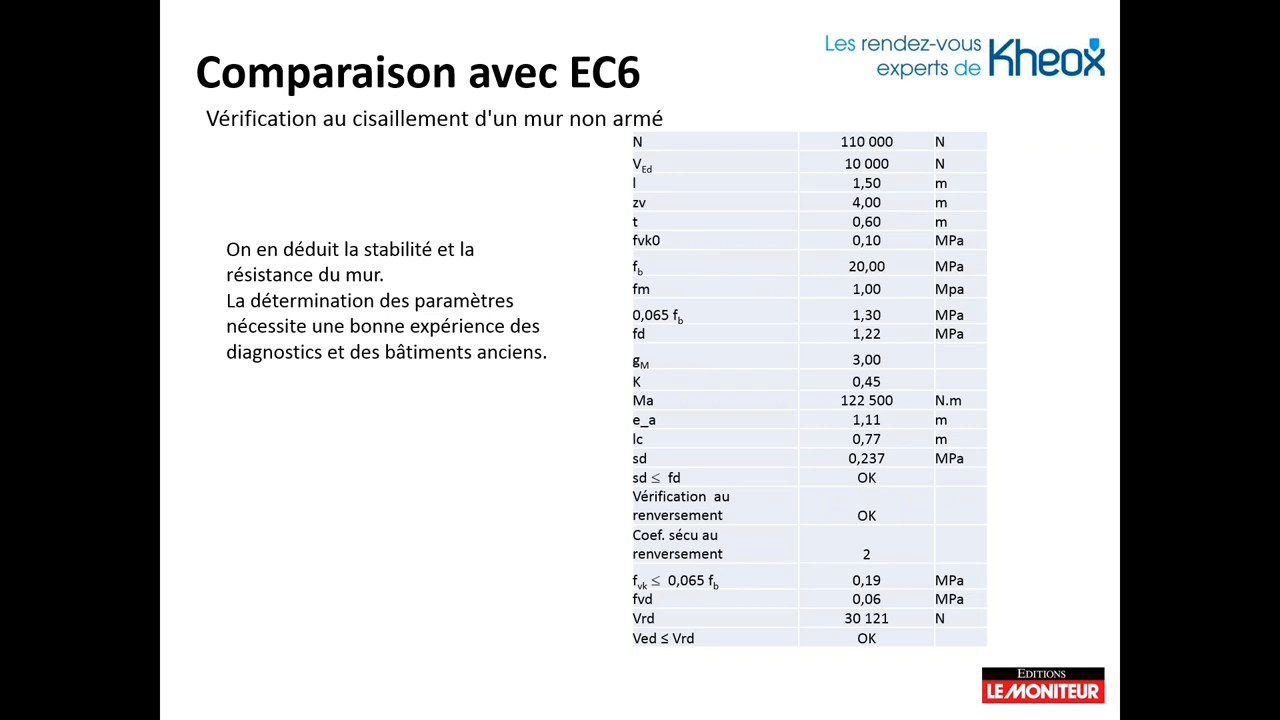 Les rendez-vous
experts de Kheox
Comparaison avec EC6
Vérification au cisaillement d'un mur non armé
On en déduit la stabilité et la
résistance du mur.
La détermination des paramètres
nécessite une bonne expérience des
diagnostics et des bâtiments anciens.
N 110 000 N
VEd 10 000 N
l 1,50 m
zv 4,00 m
t 0,60 m
fvk0 0,10 MPa
fb 20,00 MPa
fm 1,00 Mpa
0,065 fb 1,30 MPa
fd 1,22 MPa
gM 3,00
K 0,45
Ma 122 500 N.m
e_a 1,11 m
lc 0,77 m
sd 0,237 MPa
sd ≤ fd OK
Vérification au
renversement OK
Coef. sécu au
renversement 2
fvk ≤ 0,065 fb 0,19 MPa
fvd 0,06 MPa
Vrd 30 121 N
Ved ≤ Vrd OK
EDITIONS
LE MONITEUR